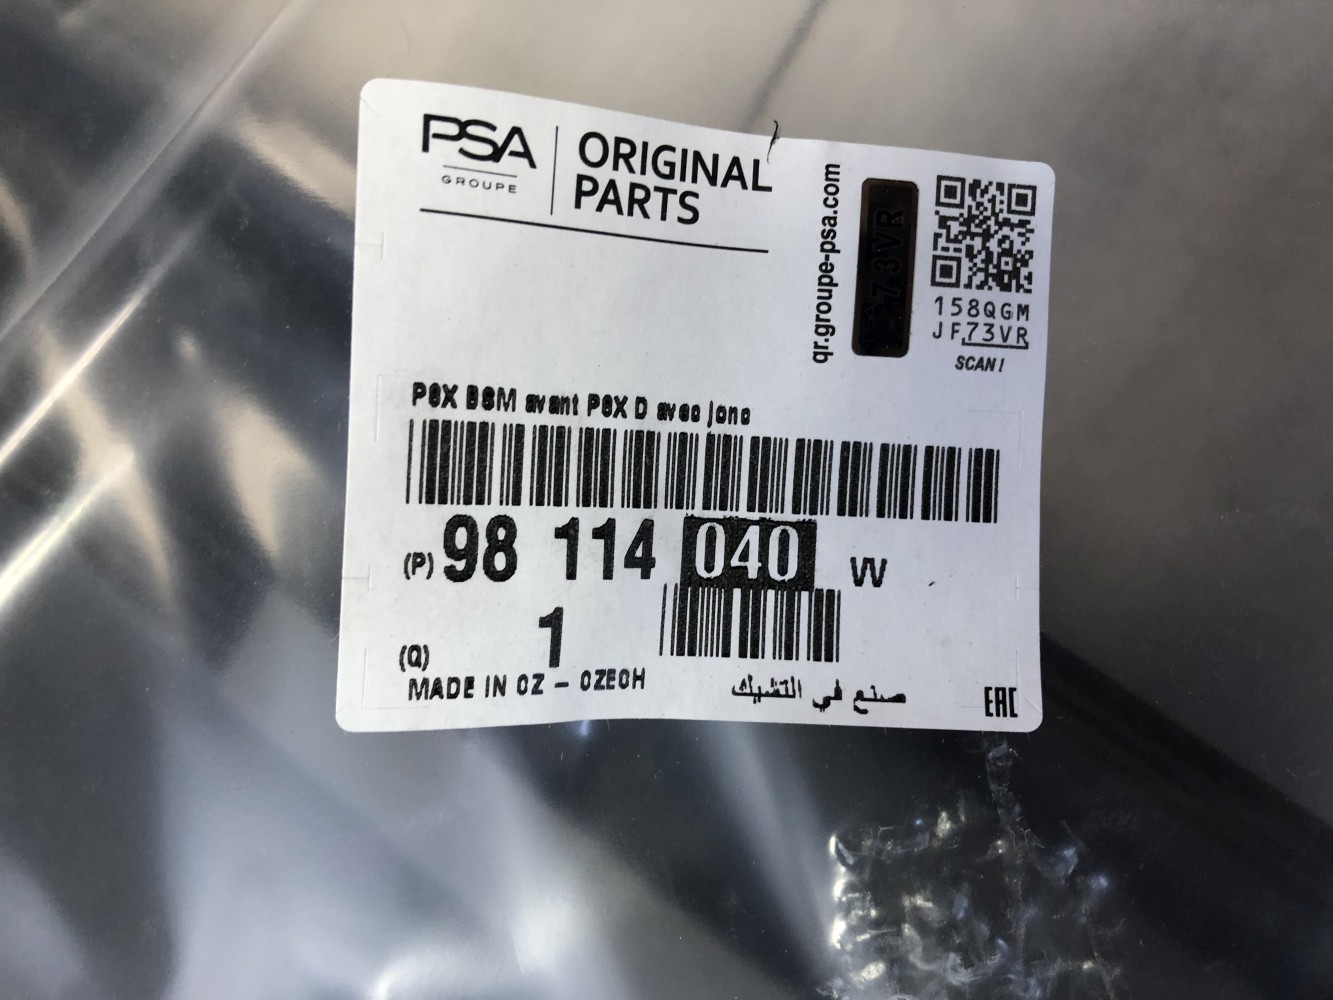 PSA
GROUPE
ORIGINAL
PARTS
qr.groupe-psa.com
73VR
158QGM
JF73VR
SCAN!
P8X BSM avant P8X D avec jonc
(P) 98 114 040 VV
(Q) 1
MADE IN CZ - CZECH
صنع في التشيك
EAC